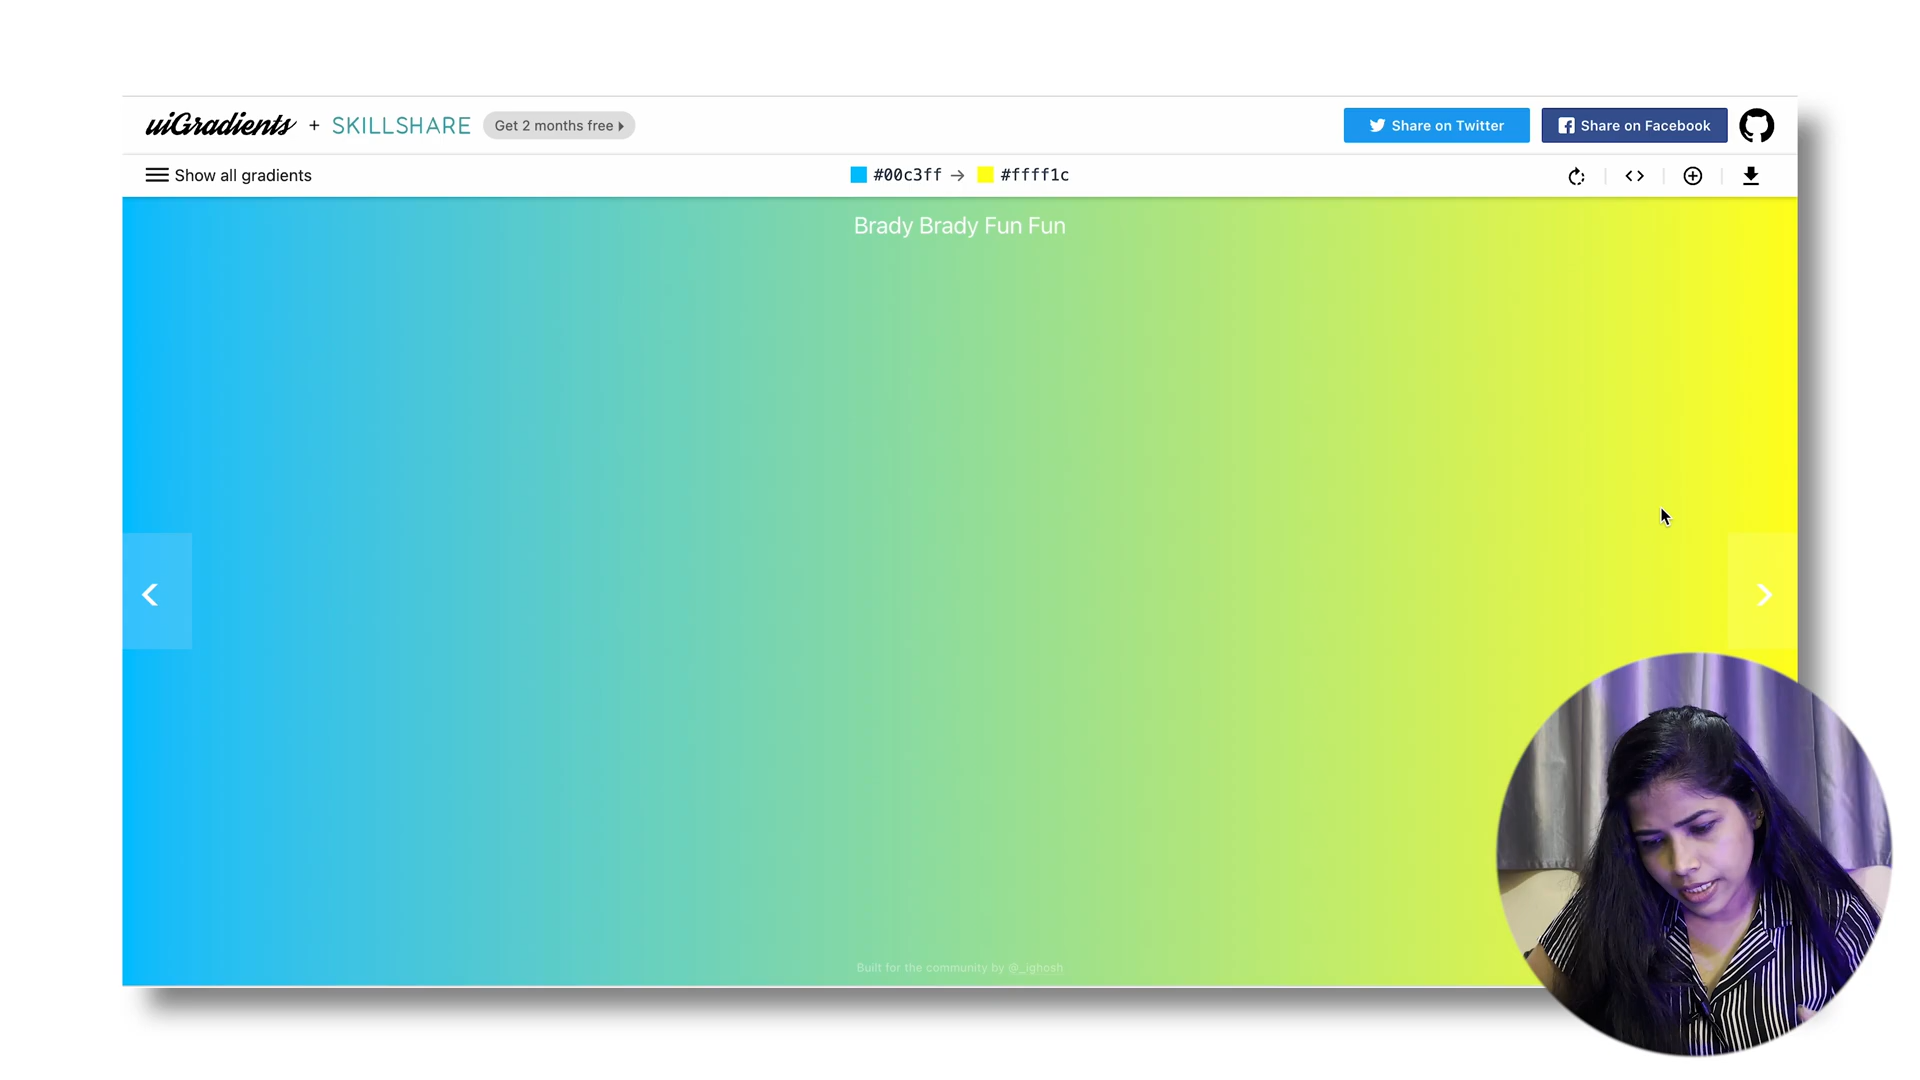 uiGradients + SKILLSHARE Get 2 months free
Share on Twitter
Share on Facebook
Show all gradients
#00c3ff → #ffff1c
Brady Brady Fun Fun
Built for the community by @_ighosh